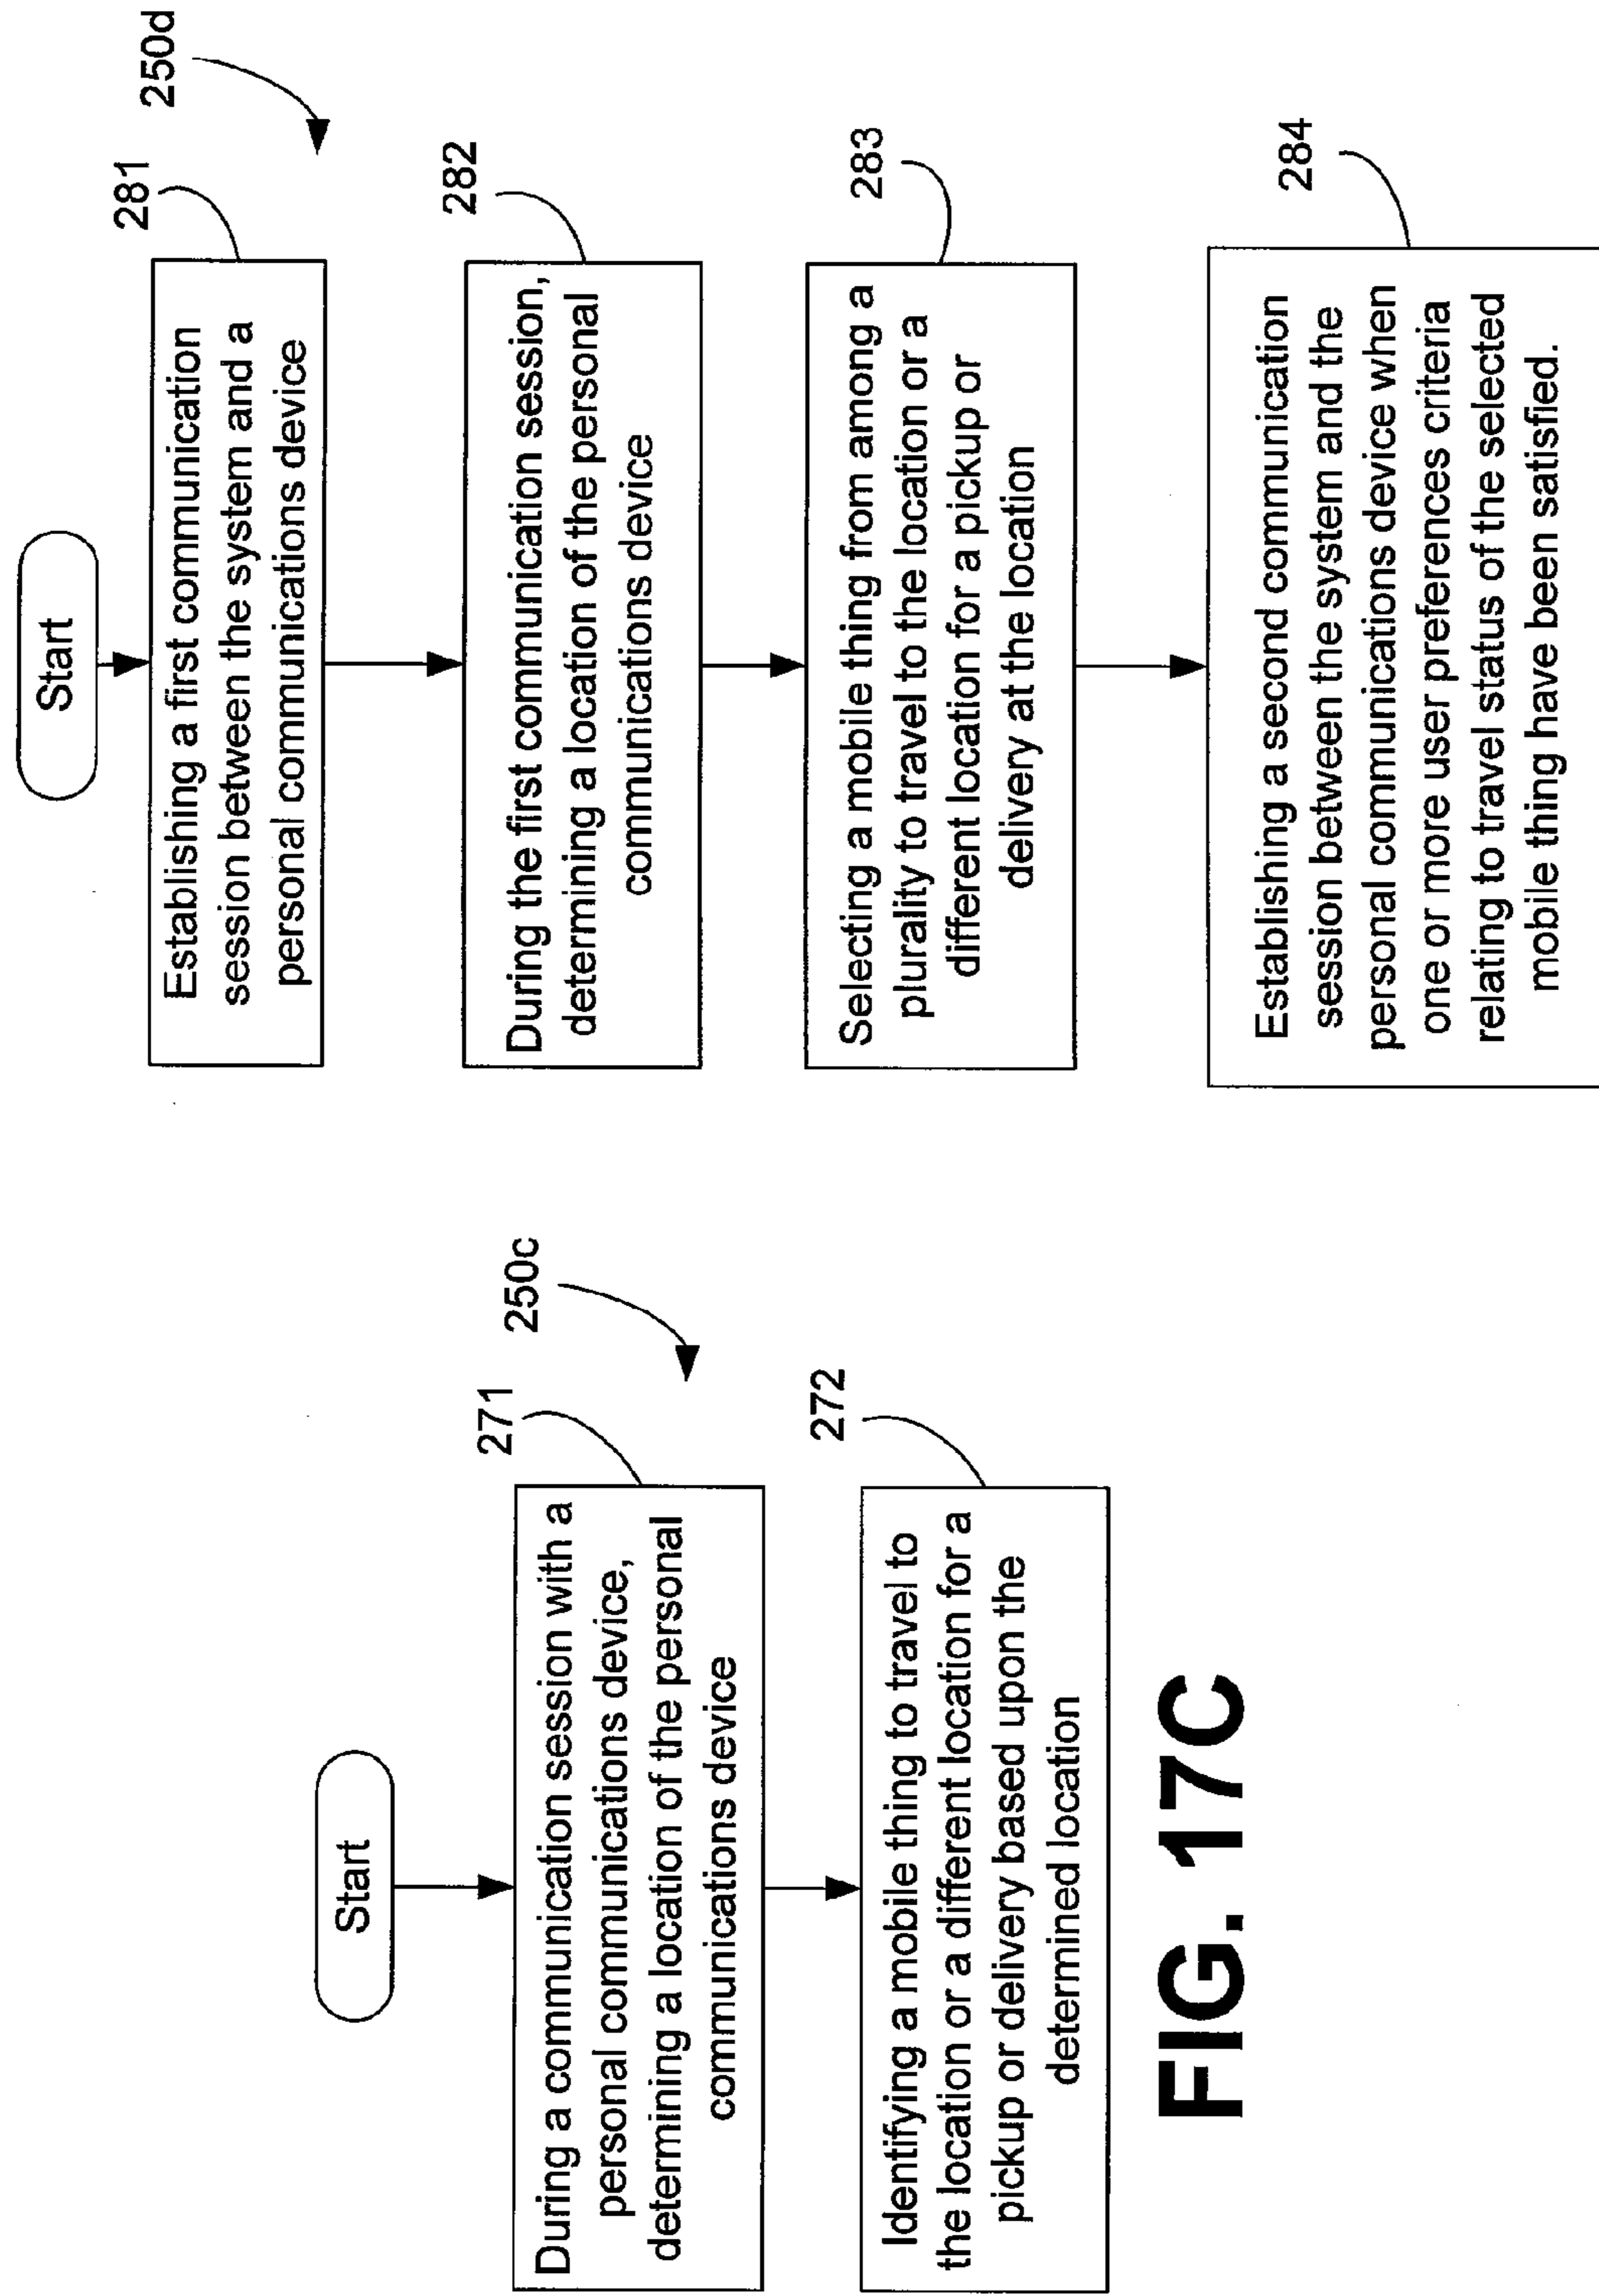 Start
250c
271
During a communication session with a
personal communications device,
determining a location of the personal
communications device
272
Identifying a mobile thing to travel to
the location or a different location for a
pickup or delivery based upon the
determined location
FIG. 17C
Start
250d
281
Establishing a first communication
session between the system and a
personal communications device
282
During the first communication session,
determining a location of the personal
communications device
283
Selecting a mobile thing from among a
plurality to travel to the location or a
different location for a pickup or
delivery at the location
284
Establishing a second communication
session between the system and the
personal communications device when
one or more user preferences criteria
relating to travel status of the selected
mobile thing have been satisfied.